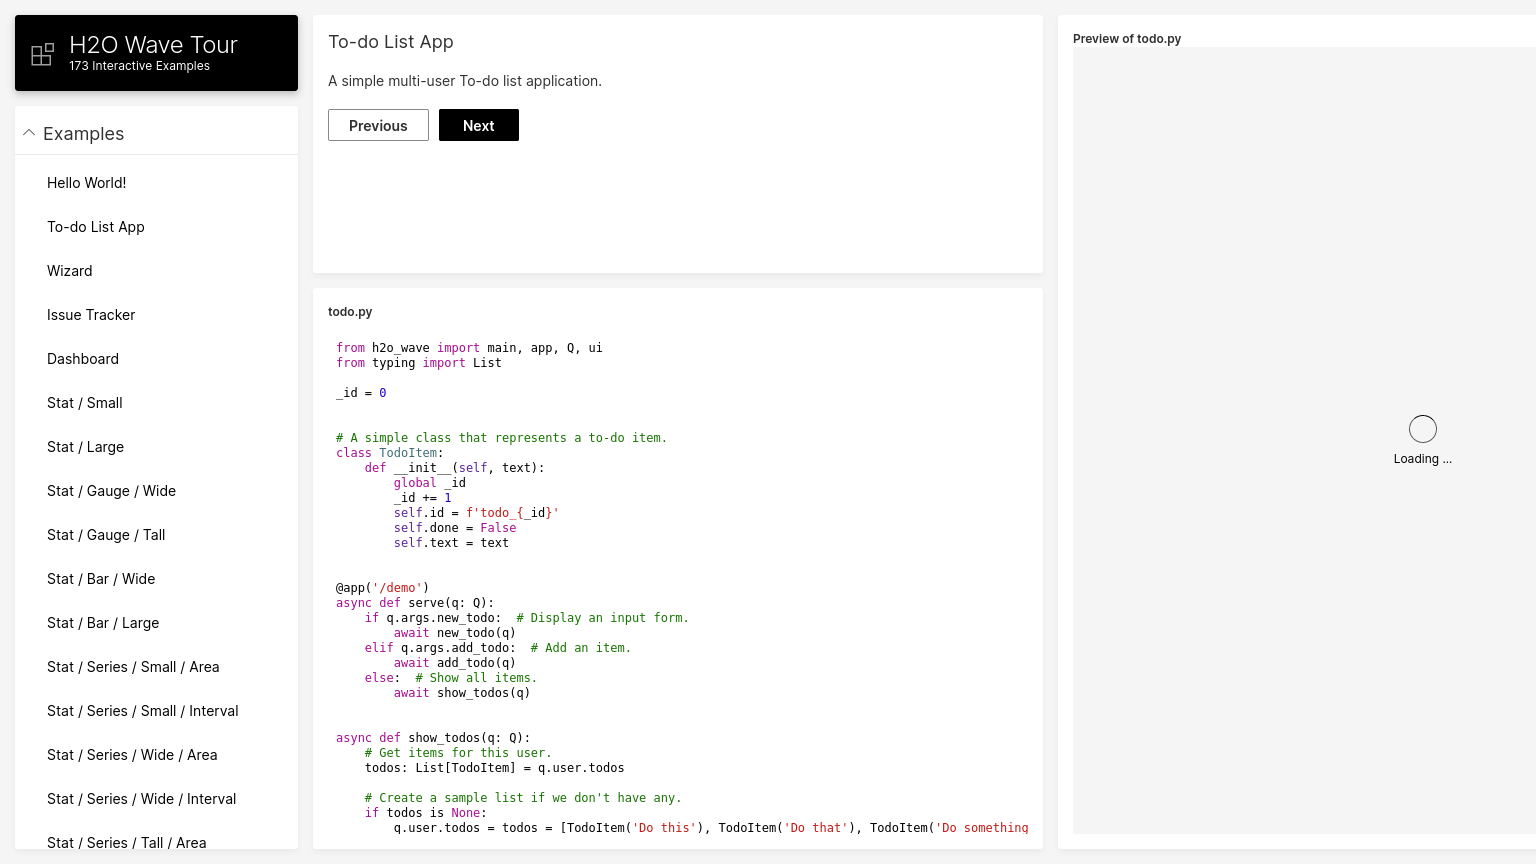 H2O Wave Tour
173 Interactive Examples
Examples
Hello World!
To-do List App
Wizard
Issue Tracker
Dashboard
Stat / Small
Stat / Large
Stat / Gauge / Wide
Stat / Gauge / Tall
Stat / Bar / Wide
Stat / Bar / Large
Stat / Series / Small / Area
Stat / Series / Small / Interval
Stat / Series / Wide / Area
Stat / Series / Wide / Interval
Stat / Series / Tall / Area
To-do List App
A simple multi-user To-do list application.
Previous Next
todo.py
from h2o_wave import main, app, Q, ui
from typing import List
_id = 0
# A simple class that represents a to-do item.
class TodoItem:
    def __init__(self, text):
        global _id
        _id += 1
        self.id = f'todo_{_id}'
        self.done = False
        self.text = text
@app('/demo')
async def serve(q: Q):
    if q.args.new_todo:  # Display an input form.
        await new_todo(q)
    elif q.args.add_todo:  # Add an item.
        await add_todo(q)
    else:  # Show all items.
        await show_todos(q)
async def show_todos(q: Q):
    # Get items for this user.
    todos: List[TodoItem] = q.user.todos
    # Create a sample list if we don't have any.
    if todos is None:
        q.user.todos = todos = [TodoItem('Do this'), TodoItem('Do that'), TodoItem('Do something
Preview of todo.py
Loading ...